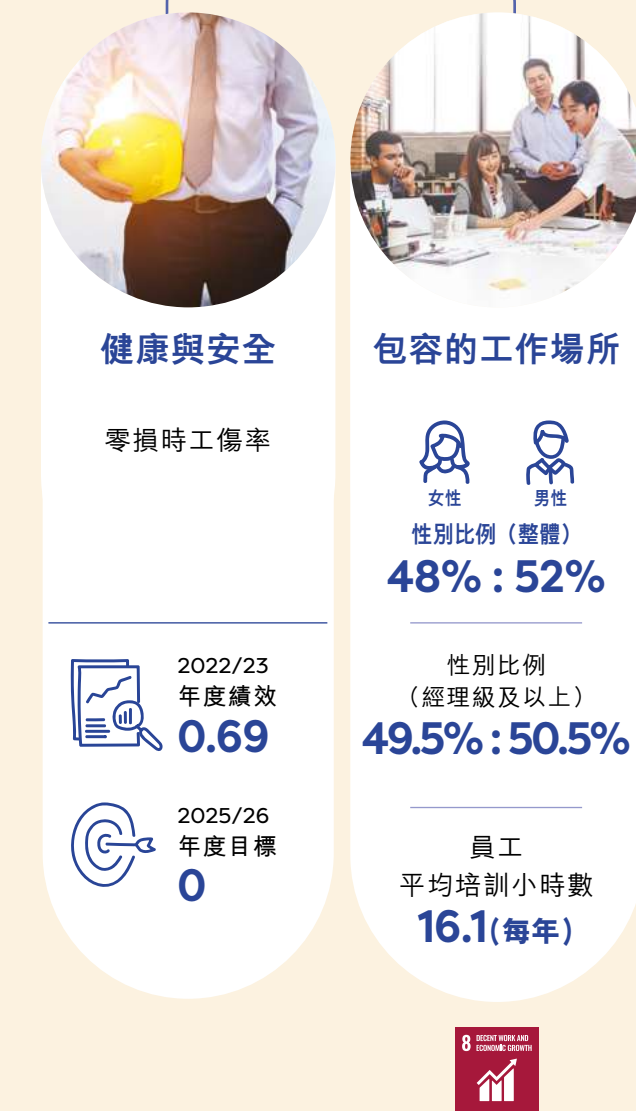 健康與安全
零損時工傷率
2022/23
年度績效
0.69
2025/26
年度目標
0
包容的工作場所
女性
男性
性別比例（整體）
48% : 52%
性別比例
（經理級及以上）
49.5% : 50.5%
員工
平均培訓小時數
16.1(每年)
8 DECENT WORK AND
ECONOMIC GROWTH